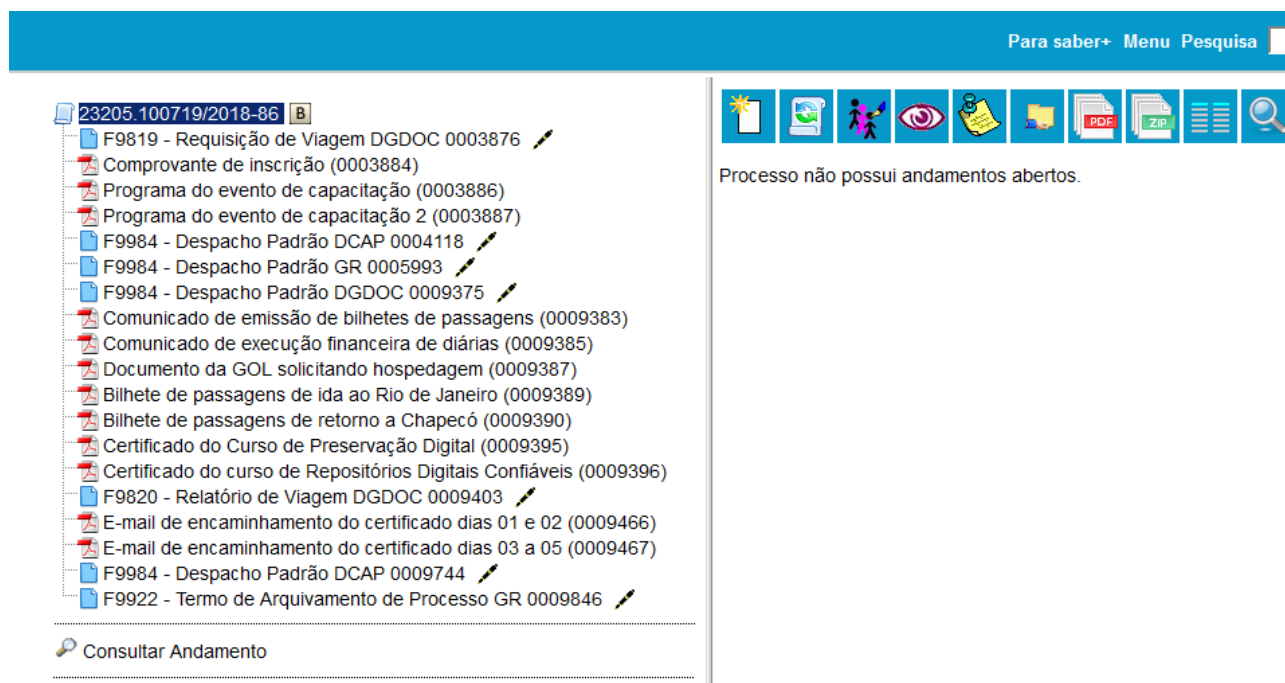 Para saber+ Menu Pesquisa
23205.100719/2018-86 B
F9819 - Requisição de Viagem DGDOC 0003876
Comprovante de inscrição (0003884)
Programa do evento de capacitação (0003886)
Programa do evento de capacitação 2 (0003887)
F9984 - Despacho Padrão DCAP 0004118
F9984 - Despacho Padrão GR 0005993
F9984 - Despacho Padrão DGDOC 0009375
Comunicado de emissão de bilhetes de passagens (0009383)
Comunicado de execução financeira de diárias (0009385)
Documento da GOL solicitando hospedagem (0009387)
Bilhete de passagens de ida ao Rio de Janeiro (0009389)
Bilhete de passagens de retorno a Chapecó (0009390)
Certificado do Curso de Preservação Digital (0009395)
Certificado do curso de Repositórios Digitais Confiáveis (0009396)
F9820 - Relatório de Viagem DGDOC 0009403
E-mail de encaminhamento do certificado dias 01 e 02 (0009466)
E-mail de encaminhamento do certificado dias 03 a 05 (0009467)
F9984 - Despacho Padrão DCAP 0009744
F9922 - Termo de Arquivamento de Processo GR 0009846
Consultar Andamento
PDF ZIP
Processo não possui andamentos abertos.